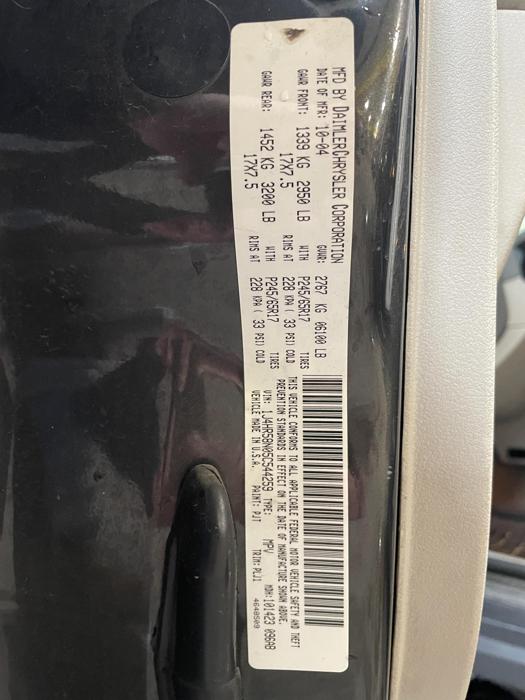 MFD BY DAIMLERCHRYSLER CORPORATION
DATE OF MFR: 10-04 GVWR: 2767 KG 06100 LB
GAWR FRONT: 1339 KG 2950 LB WITH P245/65R17 TIRES
17X7.5 RIMS AT 228 KPA ( 33 PSI) COLD
GAWR REAR: 1452 KG 3200 LB WITH P245/65R17 TIRES
17X7.5 RIMS AT 228 KPA ( 33 PSI) COLD
THIS VEHICLE CONFORMS TO ALL APPLICABLE FEDERAL MOTOR VEHICLE SAFETY AND THEFT
PREVENTION STANDARDS IN EFFECT ON THE DATE OF MANUFACTURE SHOWN ABOVE.
VIN: 1J4HR58N05C544259 TYPE: MPV MDH:101423 096AB
VEHICLE MADE IN U.S.A. PAINT: PJT TRIM:PLJ1
4648509